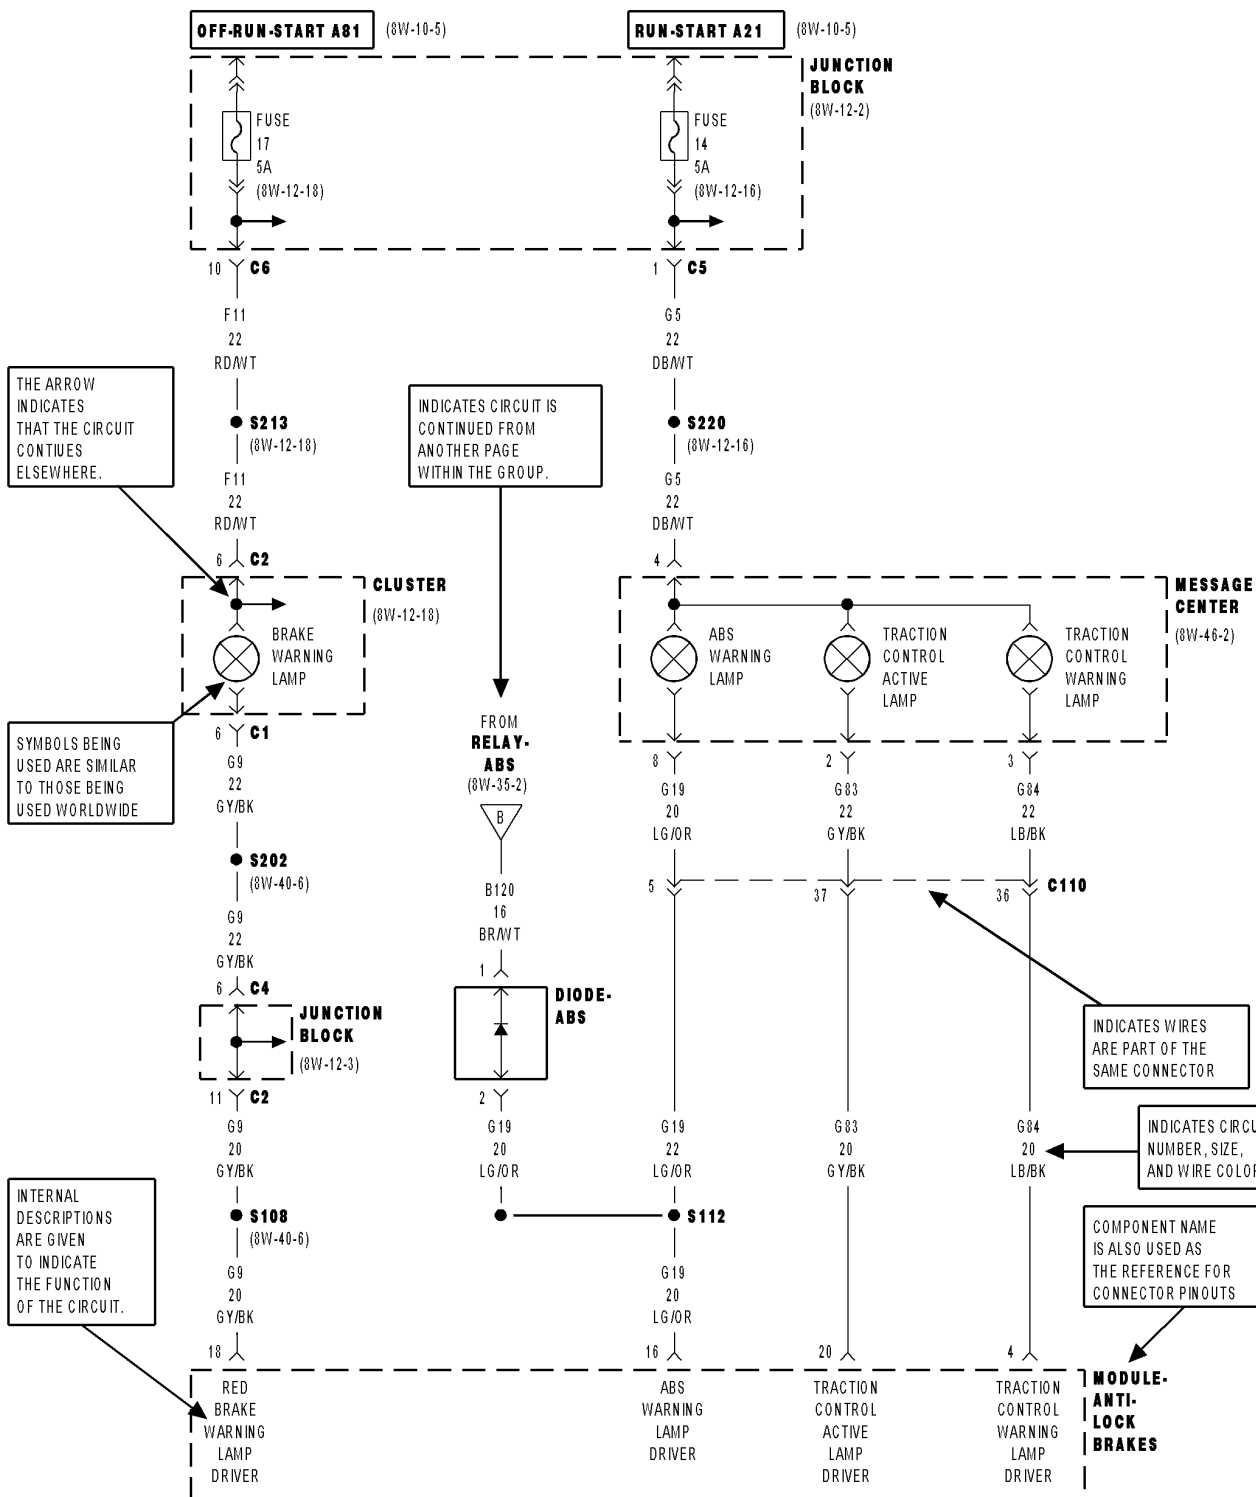 OFF-RUN-START A81
(8W-10-5)
RUN-START A21
(8W-10-5)
JUNCTION
BLOCK
(8W-12-2)
FUSE
17
5A
(8W-12-18)
FUSE
14
5A
(8W-12-16)
10
C6
1
C5
F11
22
RD/WT
G5
22
DB/WT
THE ARROW
INDICATES
THAT THE CIRCUIT
CONTIUES
ELSEWHERE.
INDICATES CIRCUIT IS
CONTINUED FROM
ANOTHER PAGE
WITHIN THE GROUP.
S213
(8W-12-18)
S220
(8W-12-16)
F11
22
RD/WT
G5
22
DB/WT
6
C2
4
CLUSTER
(8W-12-18)
BRAKE
WARNING
LAMP
MESSAGE
CENTER
(8W-46-2)
ABS
WARNING
LAMP
TRACTION
CONTROL
ACTIVE
LAMP
TRACTION
CONTROL
WARNING
LAMP
SYMBOLS BEING
USED ARE SIMILAR
TO THOSE BEING
USED WORLDWIDE
6
C1
G9
22
GY/BK
FROM
RELAY-
ABS
(8W-35-2)
B
8
2
3
G19
20
LG/OR
G83
22
GY/BK
G84
22
LB/BK
S202
(8W-40-6)
B120
16
BR/WT
5
37
36
C110
G9
22
GY/BK
6
C4
1
JUNCTION
BLOCK
(8W-12-3)
DIODE-
ABS
INDICATES WIRES
ARE PART OF THE
SAME CONNECTOR
11
C2
2
G9
20
GY/BK
G19
20
LG/OR
G19
22
LG/OR
G83
20
GY/BK
G84
20
LB/BK
INDICATES CIRCU
NUMBER, SIZE,
AND WIRE COLOR
INTERNAL
DESCRIPTIONS
ARE GIVEN
TO INDICATE
THE FUNCTION
OF THE CIRCUIT.
S108
(8W-40-6)
S112
COMPONENT NAME
IS ALSO USED AS
THE REFERENCE FOR
CONNECTOR PINOUTS
G9
20
GY/BK
G19
20
LG/OR
18
16
20
4
RED
BRAKE
WARNING
LAMP
DRIVER
ABS
WARNING
LAMP
DRIVER
TRACTION
CONTROL
ACTIVE
LAMP
DRIVER
TRACTION
CONTROL
WARNING
LAMP
DRIVER
MODULE-
ANTI-
LOCK
BRAKES